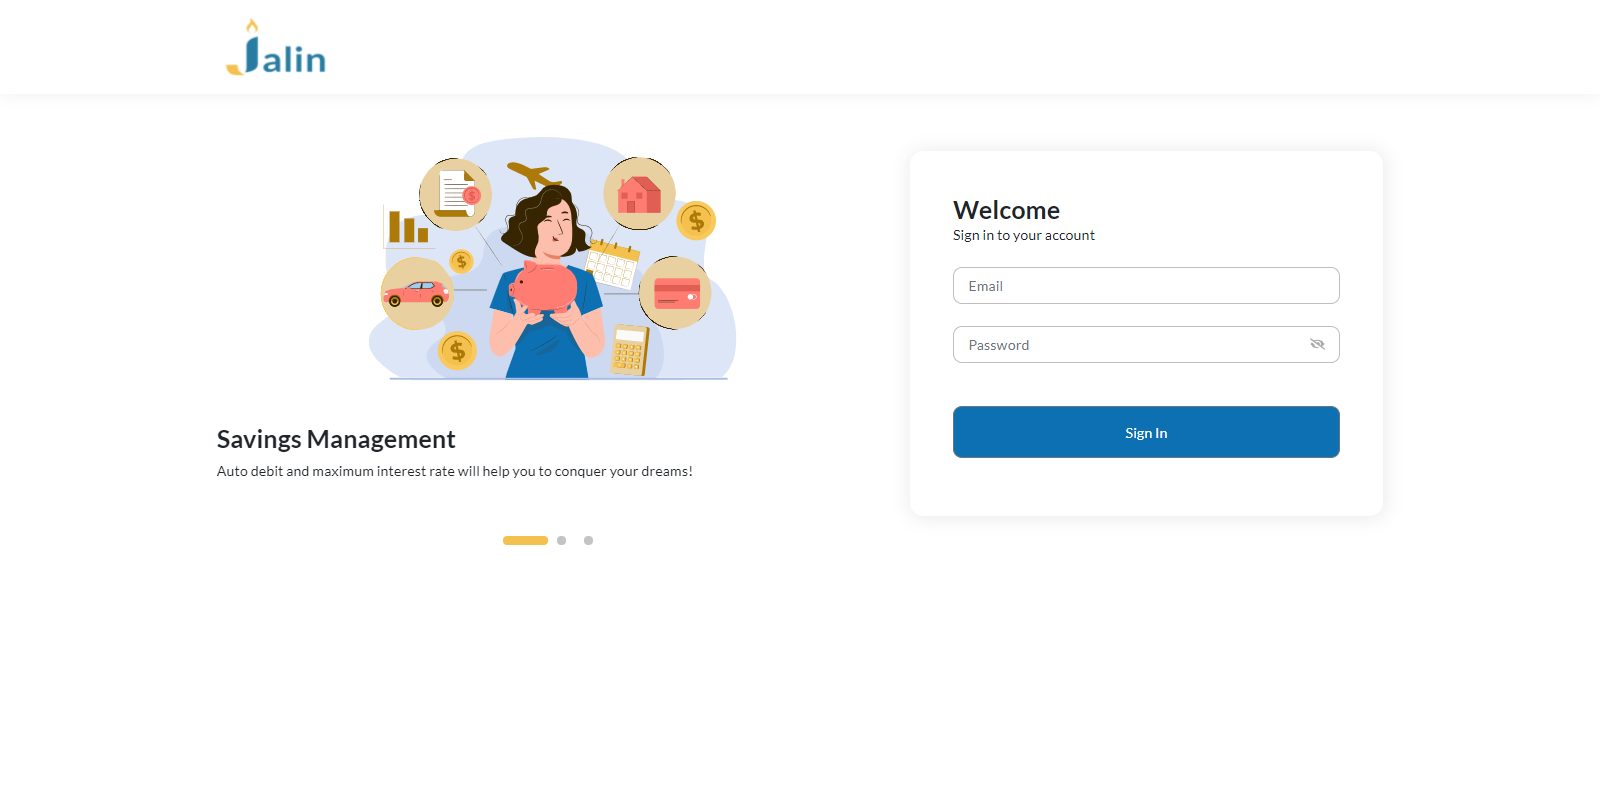 Jalin
Savings Management
Auto debit and maximum interest rate will help you to conquer your dreams!
Welcome
Sign in to your account
Email
Password
Sign In